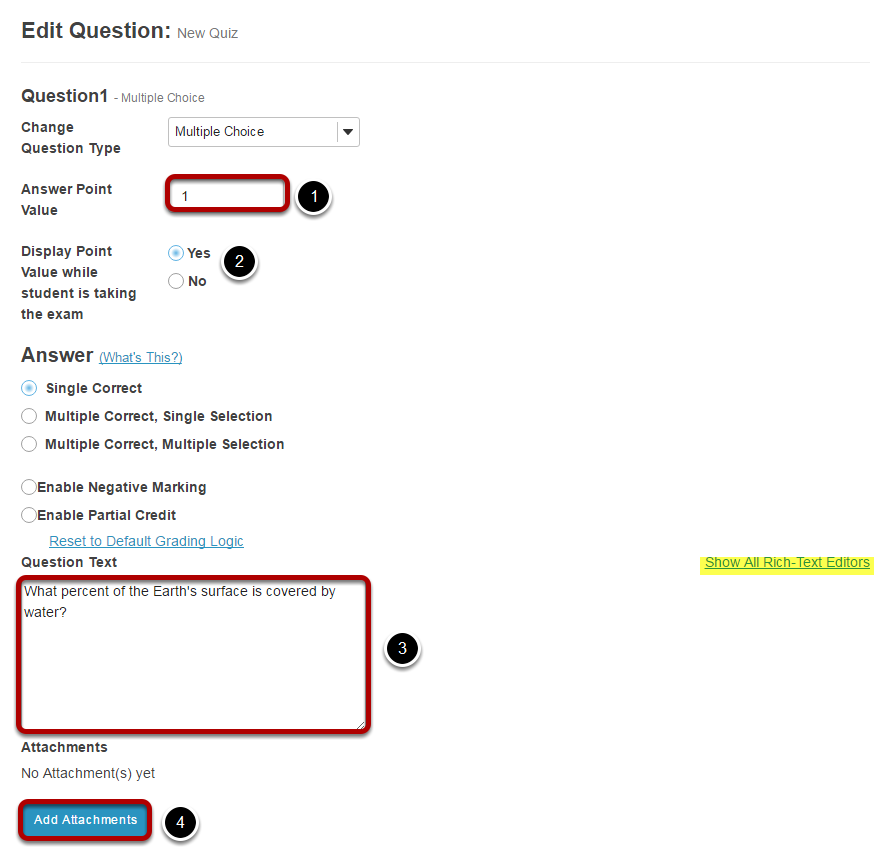 Edit Question: New Quiz
Question1 - Multiple Choice
Change
Question Type
Multiple Choice
Answer Point
Value
1
1
Display Point
Value while
student is taking
the exam
Yes
No
2
Answer (What's This?)
Single Correct
Multiple Correct, Single Selection
Multiple Correct, Multiple Selection
Enable Negative Marking
Enable Partial Credit
Reset to Default Grading Logic
Question Text
Show All Rich-Text Editors
What percent of the Earth's surface is covered by
water?
3
Attachments
No Attachment(s) yet
Add Attachments
4